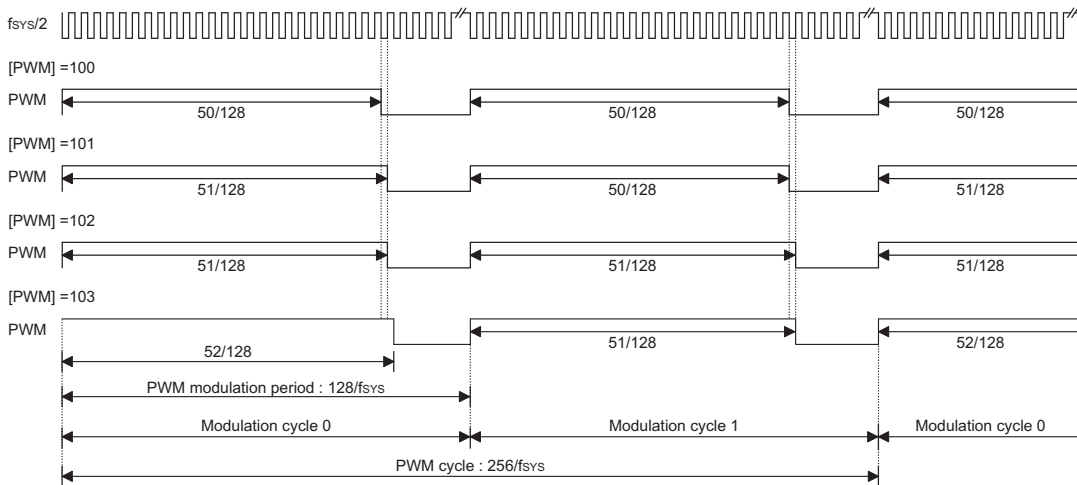 fSYS/2
[PWM] =100
PWM
50/128 50/128 50/128
[PWM] =101
PWM
51/128 50/128 51/128
[PWM] =102
PWM
51/128 51/128 51/128
[PWM] =103
PWM
52/128 51/128 52/128
PWM modulation period : 128/fSYS
Modulation cycle 0 Modulation cycle 1 Modulation cycle 0
PWM cycle : 256/fSYS